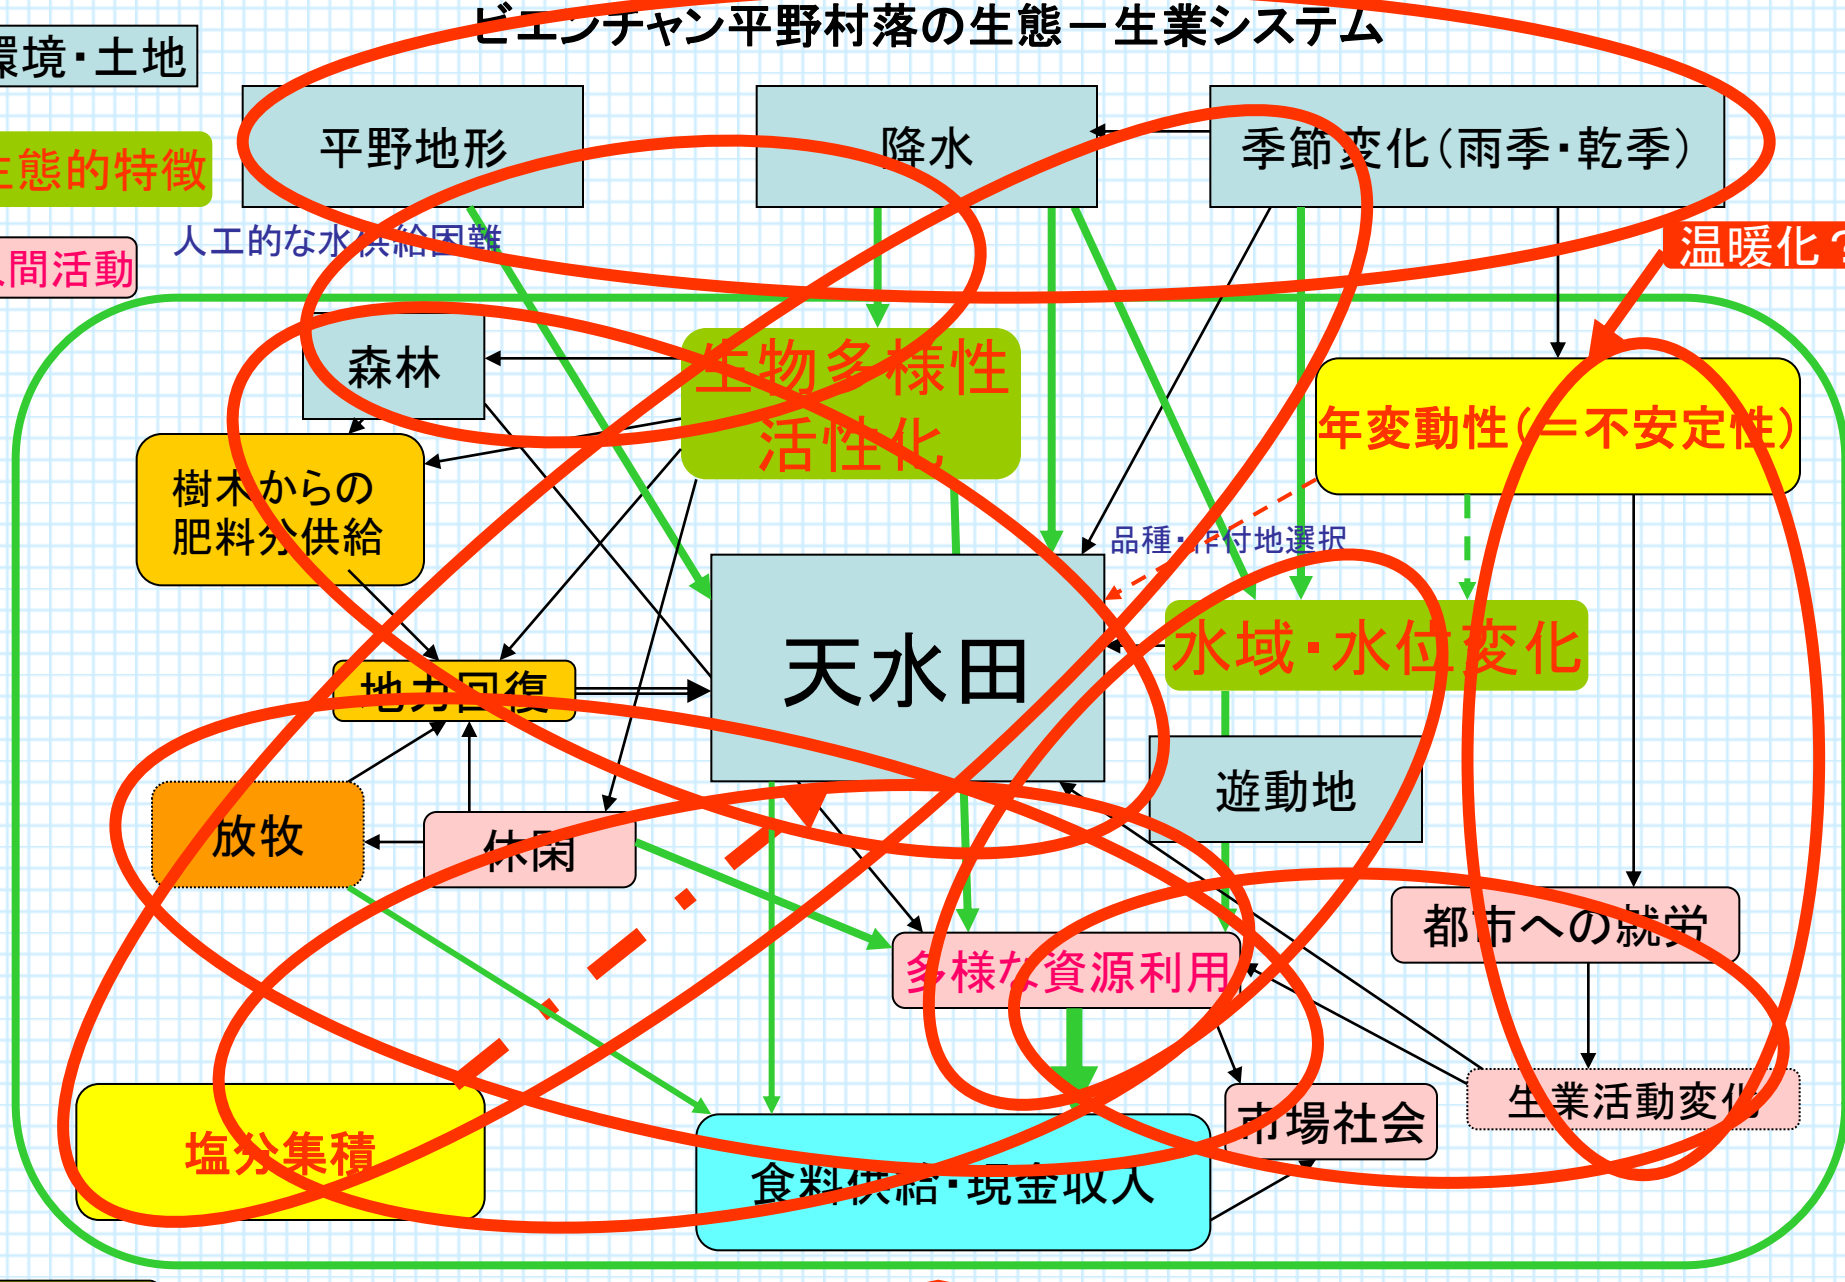 ビエンチャン平野村落の生態－生業システム
環境・土地
平野地形
降水
季節変化(雨季・乾季)
生態的特徴
人工的な水供給困難
人間活動
温暖化？
森林
生物多様性
活性化
年変動性(＝不安定性)
樹木からの
肥料分供給
品種・作付地選択
天水田
水域・水位変化
地力回復
遊動地
放牧
休閑
都市への就労
多様な資源利用
生業活動変化
市場社会
塩分集積
食料供給・現金収入